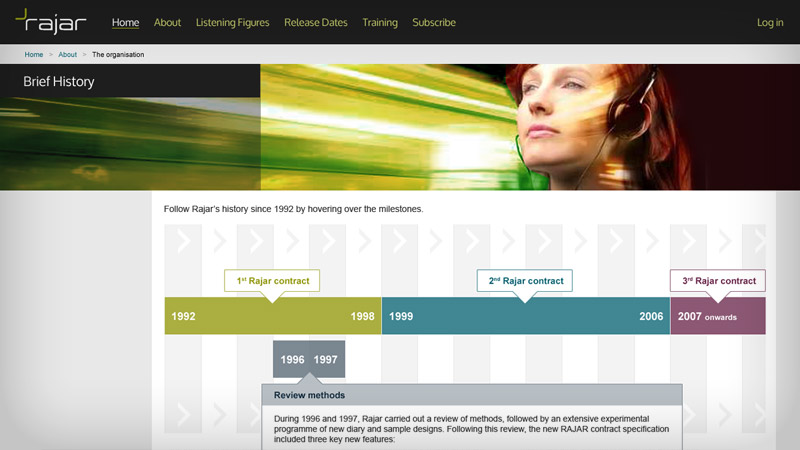 rajar Home About Listening Figures Release Dates Training Subscribe Log in
Home > About > The organisation
Brief History
Follow Rajar's history since 1992 by hovering over the milestones.
1st Rajar contract 2nd Rajar contract 3rd Rajar contract
1992 1998 1999 2006 2007 onwards
1996 1997
Review methods
During 1996 and 1997, Rajar carried out a review of methods, followed by an extensive experimental
programme of new diary and sample designs. Following this review, the new RAJAR contract specification
included three key new features: